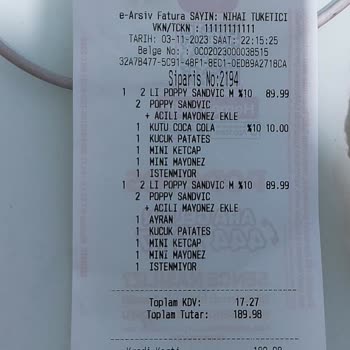 e-Arsiv Fatura SAYIN: NIHAI TUKETICI
VKN/TCKN : 11111111111
TARIH: 03-11-2023 SAAT: 22:15:25
Belge No: : 0C02023000038515
32A7B477-5C91-48F1-8EC1-0ED89A2718CA
Siparis No:2194
1 2 LI POPPY SANDVIC M %10 89.99
2 POPPY SANDVIC
+ ACILI MAYONEZ EKLE
1 KUTU COCA COLA %10 10.00
1 KUCUK PATATES
1 MINI KETCAP
1 MINI MAYONEZ
1 ISTENMIYOR
1 2 LI POPPY SANDVIC M %10 89.99
2 POPPY SANDVIC
+ ACILI MAYONEZ EKLE
1 AYRAN
1 KUCUK PATATES
1 MINI KETCAP
1 MINI MAYONEZ
1 ISTENMIYOR
Toplam KDV: 17.27
Toplam Tutar: 189.98